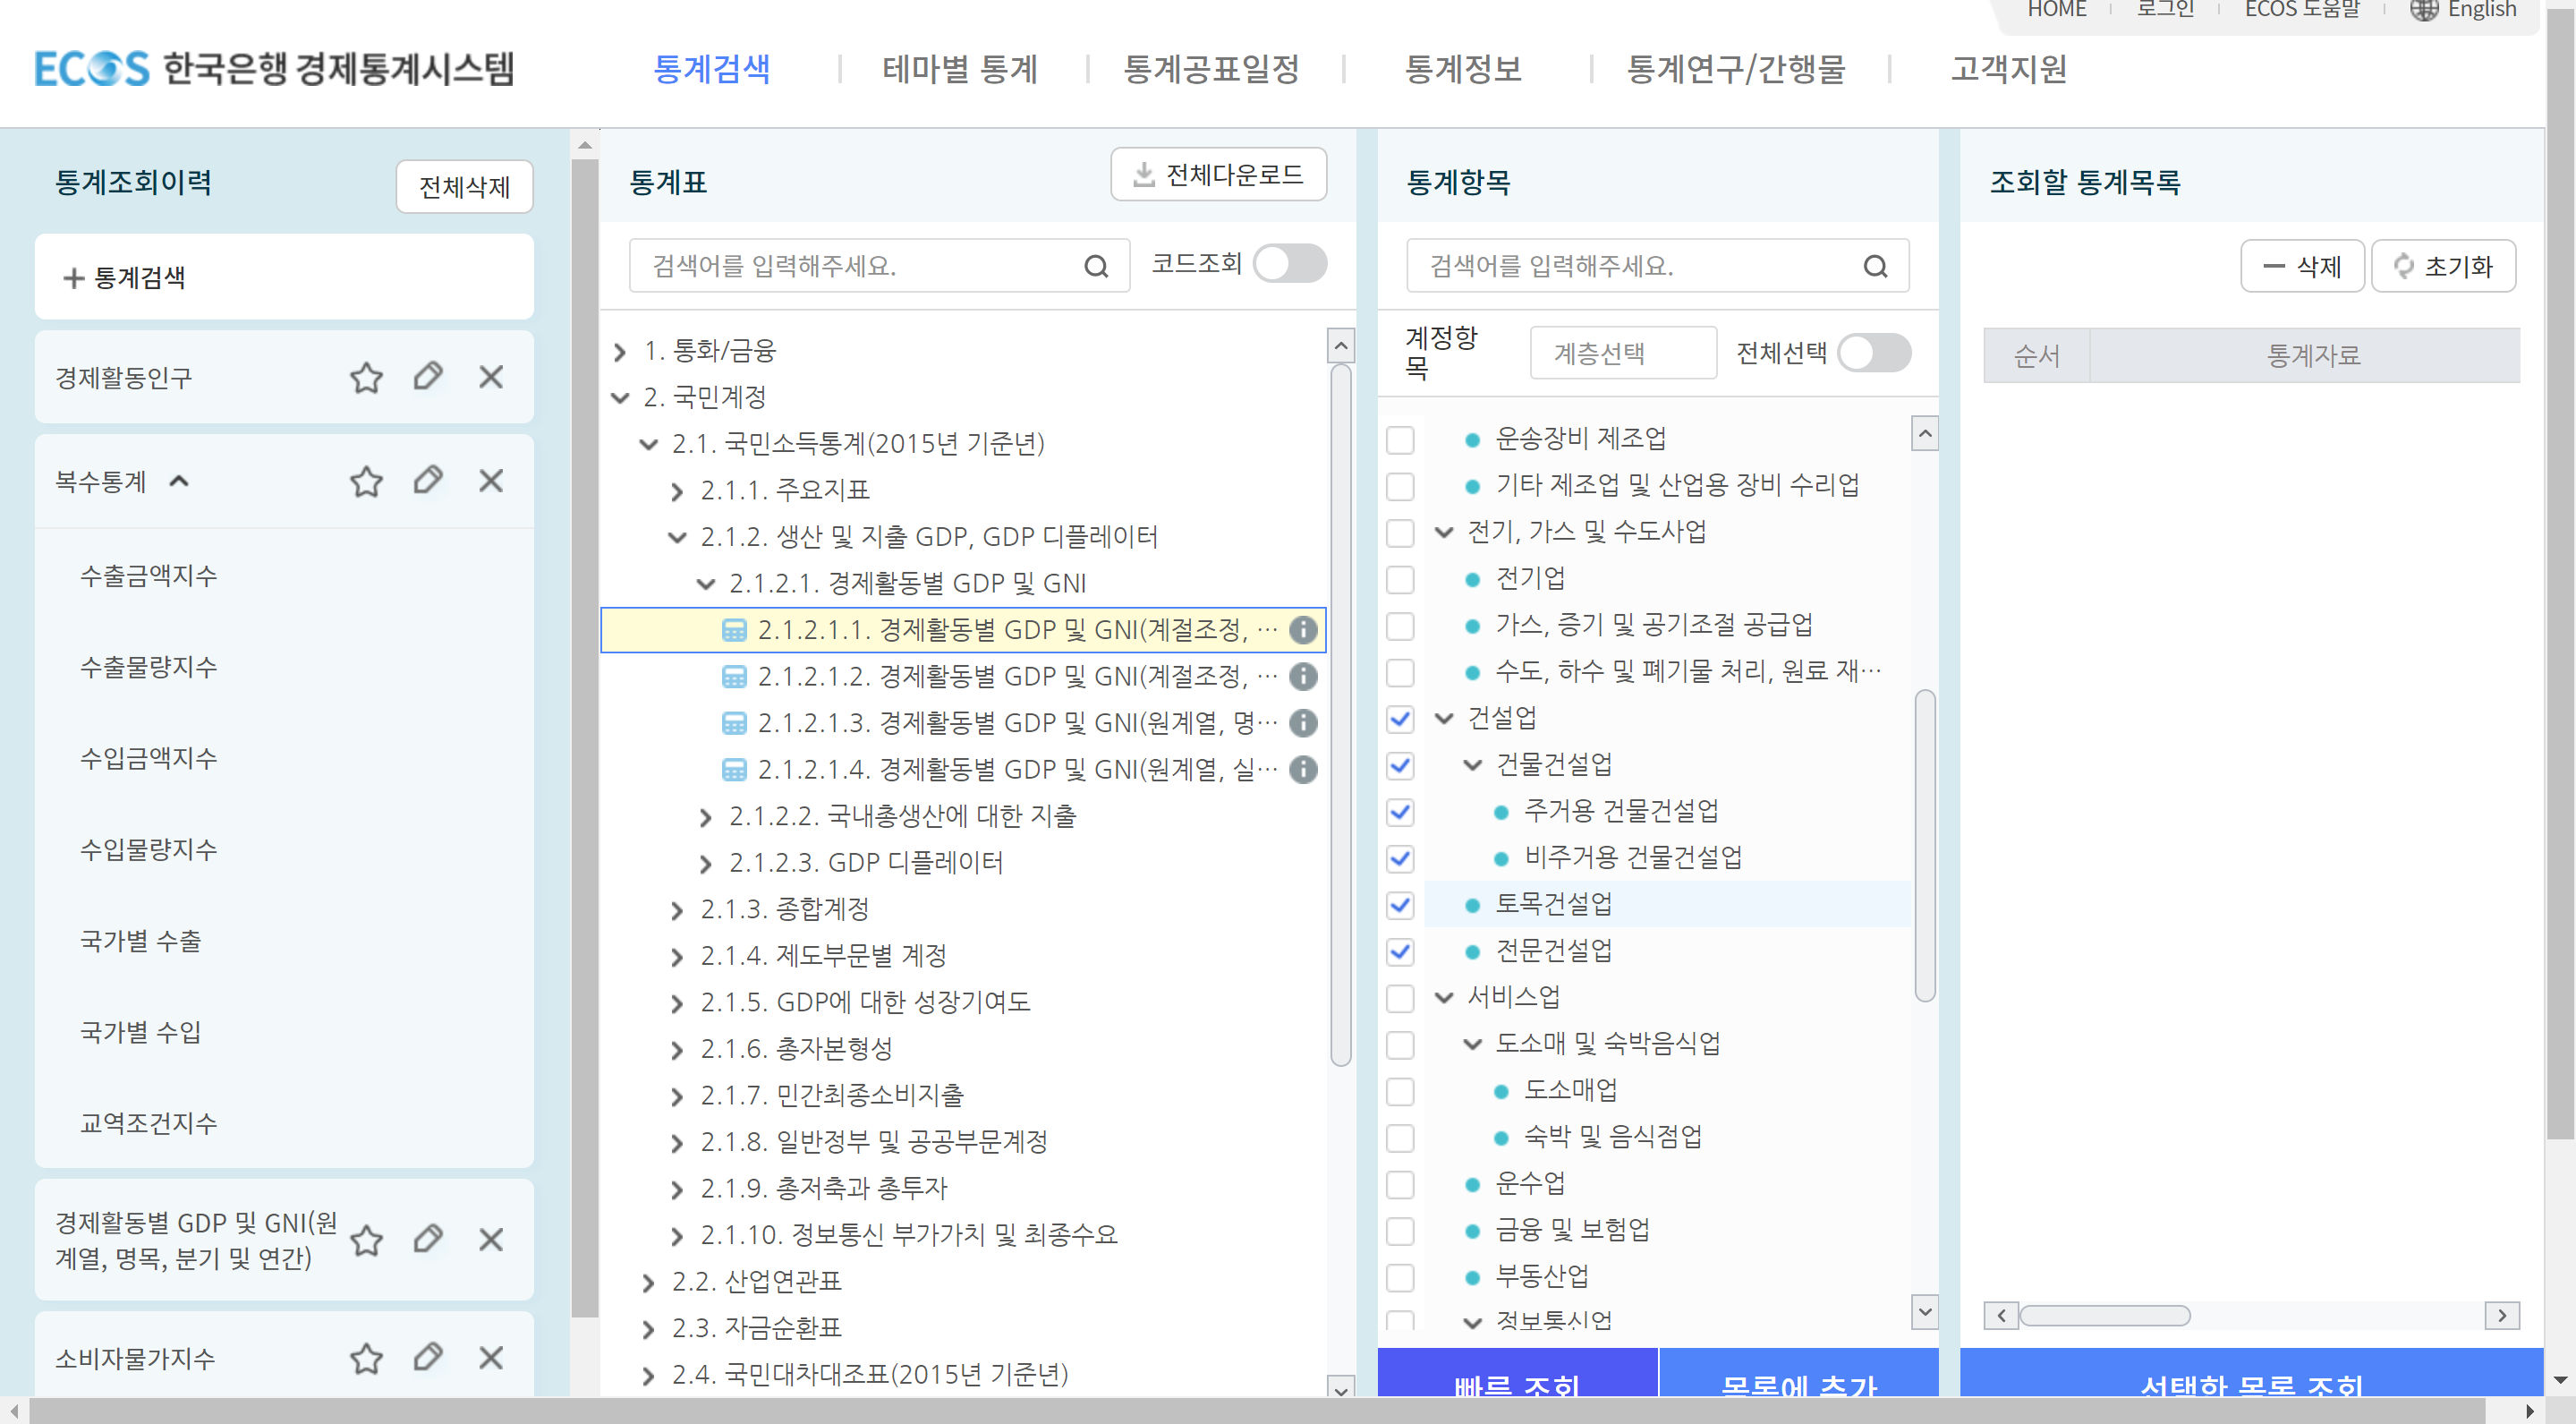 HOME
로그인
ECOS 도움말
English
ECOS 한국은행 경제통계시스템
통계검색
테마별 통계
통계공표일정
통계정보
통계연구/간행물
고객지원
통계조회이력
전체삭제
통계검색
경제활동인구
복수통계
수출금액지수
수출물량지수
수입금액지수
수입물량지수
국가별 수출
국가별 수입
교역조건지수
경제활동별 GDP 및 GNI(원
계열, 명목, 분기 및 연간)
소비자물가지수
통계표
전체다운로드
검색어를 입력해주세요.
코드조회
1. 통화/금융
2. 국민계정
2.1. 국민소득통계(2015년 기준년)
2.1.1. 주요지표
2.1.2. 생산 및 지출 GDP, GDP 디플레이터
2.1.2.1. 경제활동별 GDP 및 GNI
2.1.2.1.1. 경제활동별 GDP 및 GNI(계절조정, ···
2.1.2.1.2. 경제활동별 GDP 및 GNI(계절조정, ···
2.1.2.1.3. 경제활동별 GDP 및 GNI(원계열, 명···
2.1.2.1.4. 경제활동별 GDP 및 GNI(원계열, 실···
2.1.2.2. 국내총생산에 대한 지출
2.1.2.3. GDP 디플레이터
2.1.3. 종합계정
2.1.4. 제도부문별 계정
2.1.5. GDP에 대한 성장기여도
2.1.6. 총자본형성
2.1.7. 민간최종소비지출
2.1.8. 일반정부 및 공공부문계정
2.1.9. 총저축과 총투자
2.1.10. 정보통신 부가가치 및 최종수요
2.2. 산업연관표
2.3. 자금순환표
2.4. 국민대차대조표(2015년 기준년)
통계항목
검색어를 입력해주세요.
계정항
목
계층선택
전체선택
운송장비 제조업
기타 제조업 및 산업용 장비 수리업
전기, 가스 및 수도사업
전기업
가스, 증기 및 공기조절 공급업
수도, 하수 및 폐기물 처리, 원료 재···
건설업
건물건설업
주거용 건물건설업
비주거용 건물건설업
토목건설업
전문건설업
서비스업
도소매 및 숙박음식업
도소매업
숙박 및 음식점업
운수업
금융 및 보험업
부동산업
정보통신업
빠른 조회
목록에 추가
조회할 통계목록
삭제
초기화
순서
통계자료
선택한 목록 조회